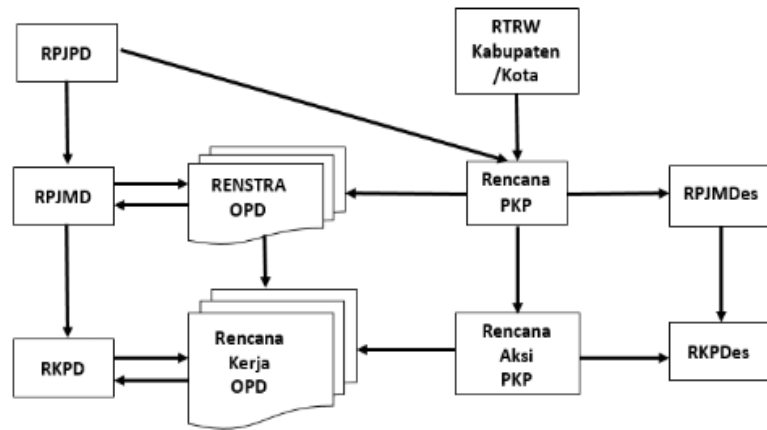 RPJPD
RTRW
Kabupaten
/Kota
RPJMD
RENSTRA
OPD
Rencana
PKP
RPJMDes
RKPD
Rencana
Kerja
OPD
Rencana
Aksi
PKP
RKPDes